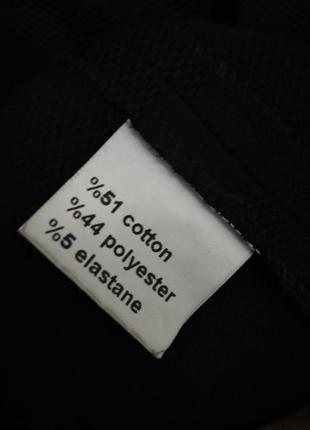 %51 cotton
%44 polyester
%5 elastane